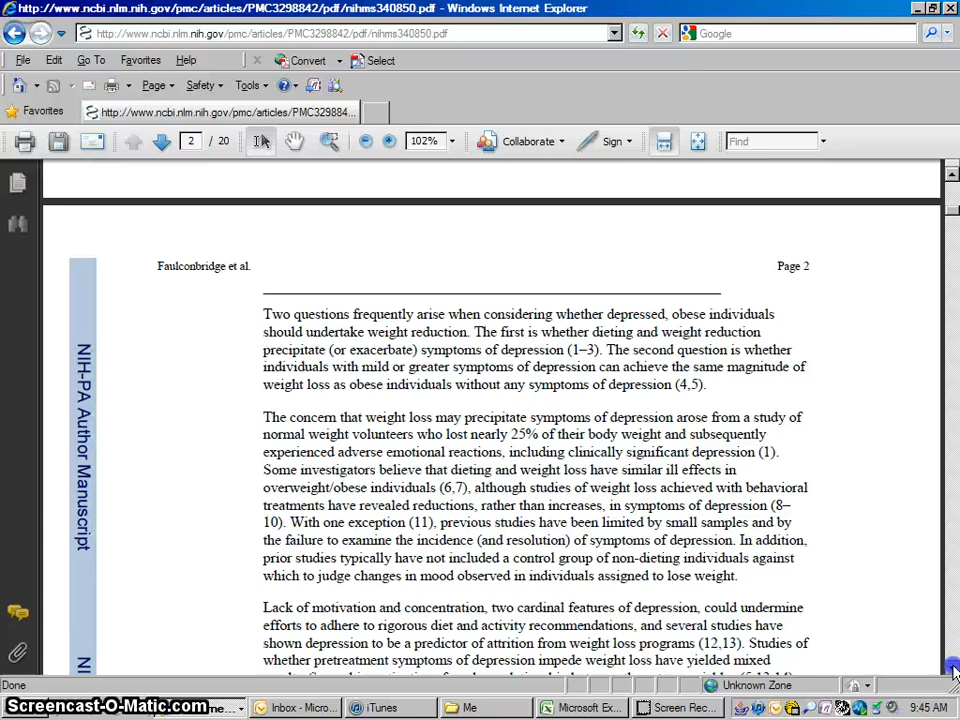 http://www.ncbi.nlm.nih.gov/pmc/articles/PMC3298842/pdf/nihms340850.pdf - Windows Internet Explorer
http://www.ncbi.nlm.nih.gov/pmc/articles/PMC3298842/pdf/nihms340850.pdf
Google
File Edit Go To Favorites Help
Convert
Select
Page Safety Tools
Favorites
http://www.ncbi.nlm.nih.gov/pmc/articles/PMC329884...
2 / 20
102%
Collaborate
Sign
Find
Faulconbridge et al.
Page 2
Two questions frequently arise when considering whether depressed, obese individuals
should undertake weight reduction. The first is whether dieting and weight reduction
precipitate (or exacerbate) symptoms of depression (1–3). The second question is whether
individuals with mild or greater symptoms of depression can achieve the same magnitude of
weight loss as obese individuals without any symptoms of depression (4,5).
The concern that weight loss may precipitate symptoms of depression arose from a study of
normal weight volunteers who lost nearly 25% of their body weight and subsequently
experienced adverse emotional reactions, including clinically significant depression (1).
Some investigators believe that dieting and weight loss have similar ill effects in
overweight/obese individuals (6,7), although studies of weight loss achieved with behavioral
treatments have revealed reductions, rather than increases, in symptoms of depression (8–
10). With one exception (11), previous studies have been limited by small samples and by
the failure to examine the incidence (and resolution) of symptoms of depression. In addition,
prior studies typically have not included a control group of non-dieting individuals against
which to judge changes in mood observed in individuals assigned to lose weight.
Lack of motivation and concentration, two cardinal features of depression, could undermine
efforts to adhere to rigorous diet and activity recommendations, and several studies have
shown depression to be a predictor of attrition from weight loss programs (12,13). Studies of
whether pretreatment symptoms of depression impede weight loss have yielded mixed
NIH-PA Author Manuscript
NI
Done
Unknown Zone
Screencast-O-Matic.com
Inbox - Micro...
iTunes
Me
Microsoft Ex...
Screen Rec...
9:45 AM